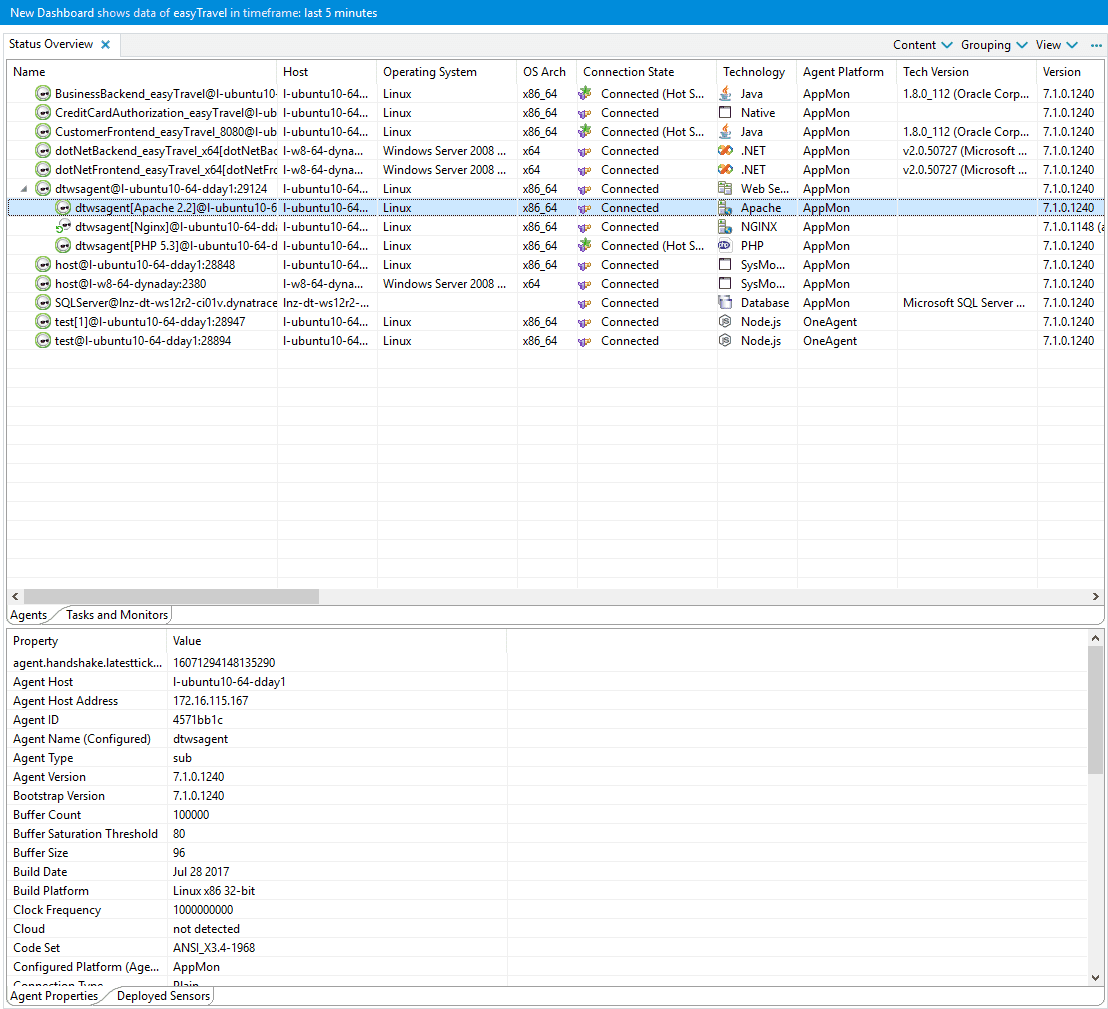 New Dashboard shows data of easyTravel in timeframe: last 5 minutes
Status Overview
Content Grouping View
Name Host Operating System OS Arch Connection State Technology Agent Platform Tech Version Version
BusinessBackend_easyTravel@l-ubuntu10- l-ubuntu10-64... Linux x86_64 Connected (Hot S... Java AppMon 1.8.0_112 (Oracle Corp... 7.1.0.1240
CreditCardAuthorization_easyTravel@l-ub l-ubuntu10-64... Linux x86_64 Connected Native AppMon 7.1.0.1240
CustomerFrontend_easyTravel_8080@l-ub l-ubuntu10-64... Linux x86_64 Connected (Hot S... Java AppMon 1.8.0_112 (Oracle Corp... 7.1.0.1240
dotNetBackend_easyTravel_x64[dotNetBac l-w8-64-dyna... Windows Server 2008 ... x64 Connected .NET AppMon v2.0.50727 (Microsoft ... 7.1.0.1240
dotNetFrontend_easyTravel_x64[dotNetFro l-w8-64-dyna... Windows Server 2008 ... x64 Connected .NET AppMon v2.0.50727 (Microsoft ... 7.1.0.1240
dtwsagent@l-ubuntu10-64-dday1:29124 l-ubuntu10-64... Linux x86_64 Connected Web Se... AppMon 7.1.0.1240
dtwsagent[Apache 2.2]@l-ubuntu10-6 l-ubuntu10-64... Linux x86_64 Connected Apache AppMon 7.1.0.1240
dtwsagent[Nginx]@l-ubuntu10-64-dda l-ubuntu10-64... Linux x86_64 Connected NGINX AppMon 7.1.0.1148 (a
dtwsagent[PHP 5.3]@l-ubuntu10-64-d l-ubuntu10-64... Linux x86_64 Connected (Hot S... PHP AppMon 7.1.0.1240
host@l-ubuntu10-64-dday1:28848 l-ubuntu10-64... Linux x86_64 Connected SysMo... AppMon 7.1.0.1240
host@l-w8-64-dynaday:2380 l-w8-64-dyna... Windows Server 2008 ... x64 Connected SysMo... AppMon 7.1.0.1240
SQLServer@lnz-dt-ws12r2-ci01v.dynatrace lnz-dt-ws12r2-... Connected Database AppMon Microsoft SQL Server ... 7.1.0.1240
test[1]@l-ubuntu10-64-dday1:28947 l-ubuntu10-64... Linux x86_64 Connected Node.js OneAgent 7.1.0.1240
test@l-ubuntu10-64-dday1:28894 l-ubuntu10-64... Linux x86_64 Connected Node.js OneAgent 7.1.0.1240
Agents Tasks and Monitors
Property Value
agent.handshake.latesttick... 16071294148135290
Agent Host l-ubuntu10-64-dday1
Agent Host Address 172.16.115.167
Agent ID 4571bb1c
Agent Name (Configured) dtwsagent
Agent Type sub
Agent Version 7.1.0.1240
Bootstrap Version 7.1.0.1240
Buffer Count 100000
Buffer Saturation Threshold 80
Buffer Size 96
Build Date Jul 28 2017
Build Platform Linux x86 32-bit
Clock Frequency 1000000000
Cloud not detected
Code Set ANSI_X3.4-1968
Configured Platform (Age... AppMon
Connection Type Plain
Agent Properties Deployed Sensors